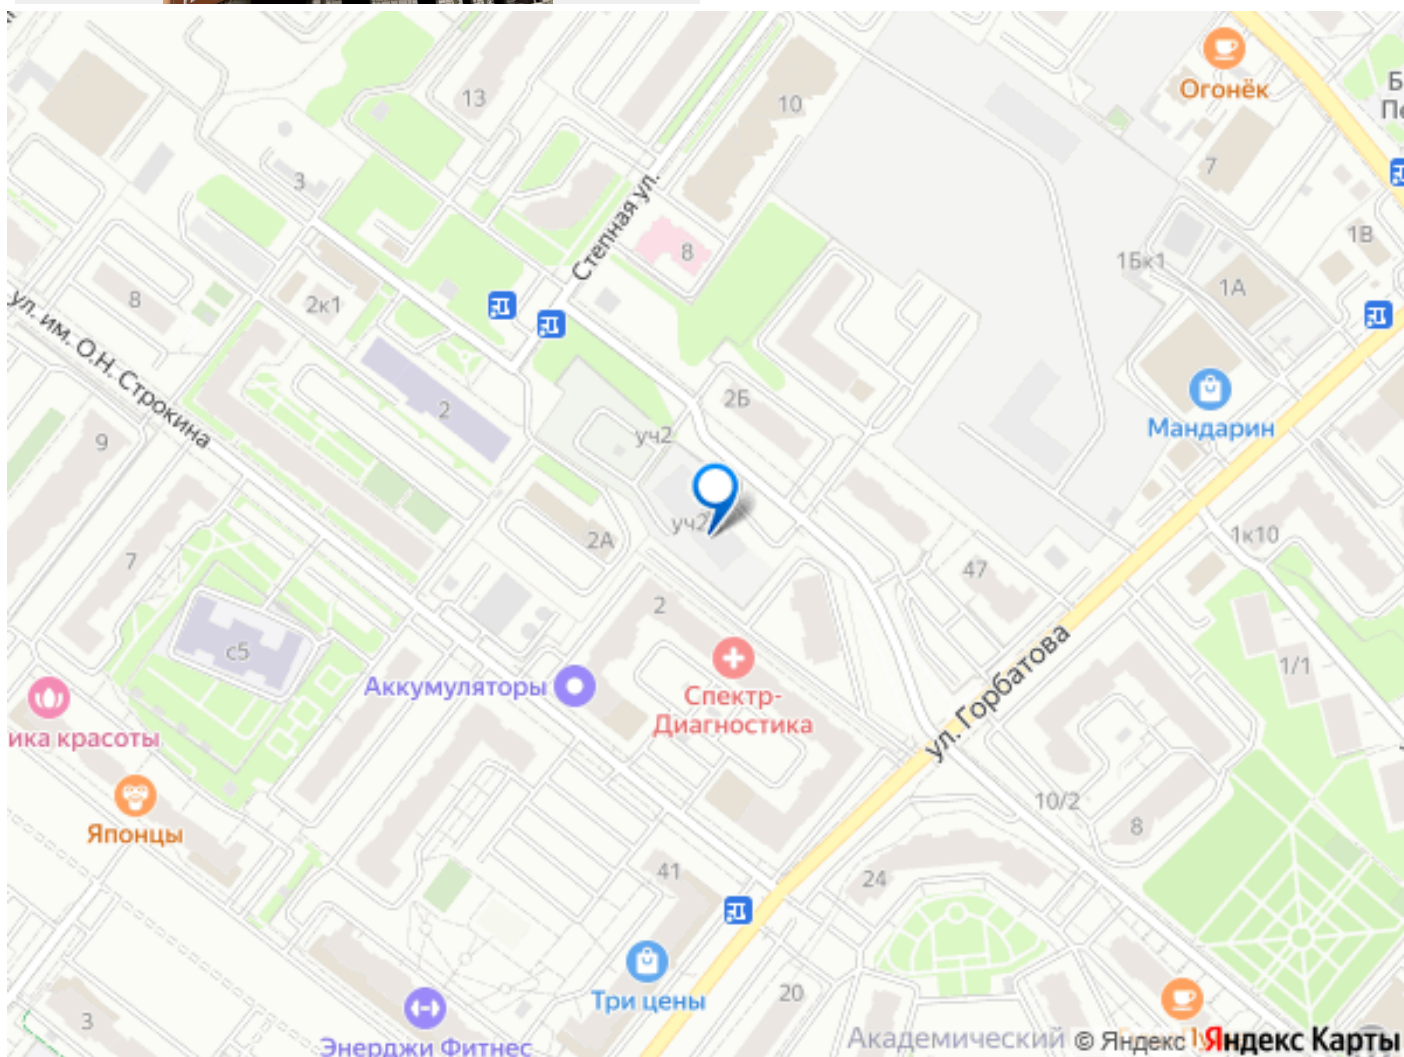 Огонёк
13
10
7
3
Степная ул.
8
1В
1Бк1
1А
8
2к1
ул. им. О.Н. Строкина
2
2Б
Мандарин
9
уч2
уч2
2А
1к10
7
47
2
с5
ул. Горбатова
1/1
Аккумуляторы
Спектр-
Диагностика
ика красоты
Японцы
10/2
8
41
24
Три цены
20
3
Энерджи Фитнес
Академический
© Яндекс
Яндекс Карты